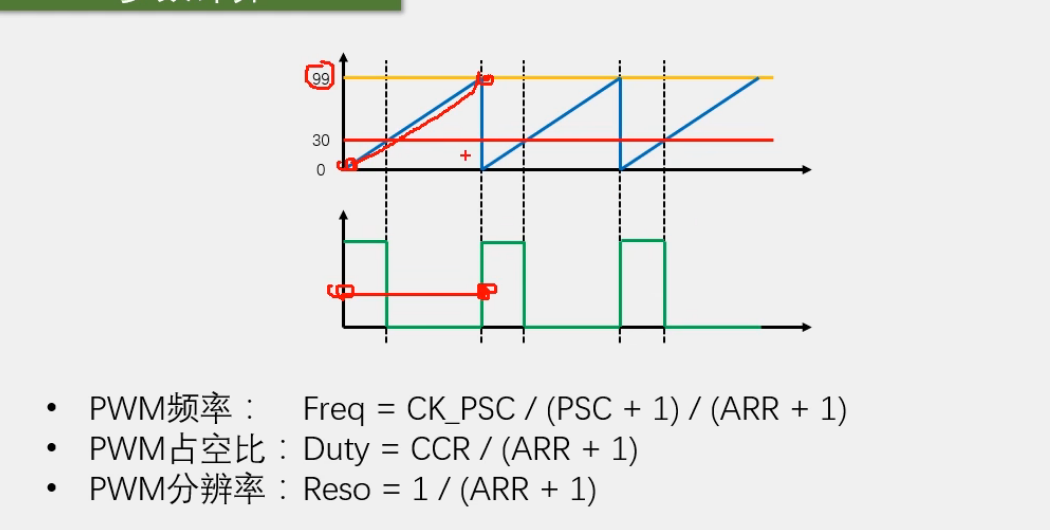 99
30
0
• PWM频率： Freq = CK_PSC / (PSC + 1) / (ARR + 1)
• PWM占空比：Duty = CCR / (ARR + 1)
• PWM分辨率：Reso = 1 / (ARR + 1)